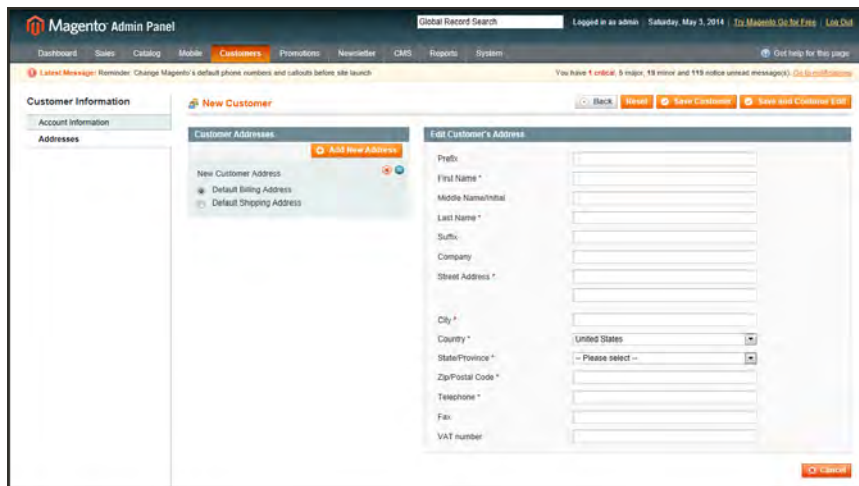 Magento Admin Panel
Global Record Search
Logged in as admin | Saturday, May 3, 2014 | Try Magento Go for Free | Log Out
Dashboard Sales Catalog Mobile Customers Promotions Newsletter CMS Reports System
Get help for this page
Latest Message: Reminder: Change Magento's default phone numbers and callouts before site launch
You have 1 critical, 5 major, 19 minor and 119 notice unread message(s). Go to notifications
Customer Information
Account Information
Addresses
New Customer
Back Reset Save Customer Save and Continue Edit
Customer Addresses
Add New Address
New Customer Address
Default Billing Address
Default Shipping Address
Edit Customer's Address
Prefix
First Name *
Middle Name/Initial
Last Name *
Suffix
Company
Street Address *
City *
Country * United States
State/Province * -- Please select --
Zip/Postal Code *
Telephone *
Fax
VAT number
Cancel